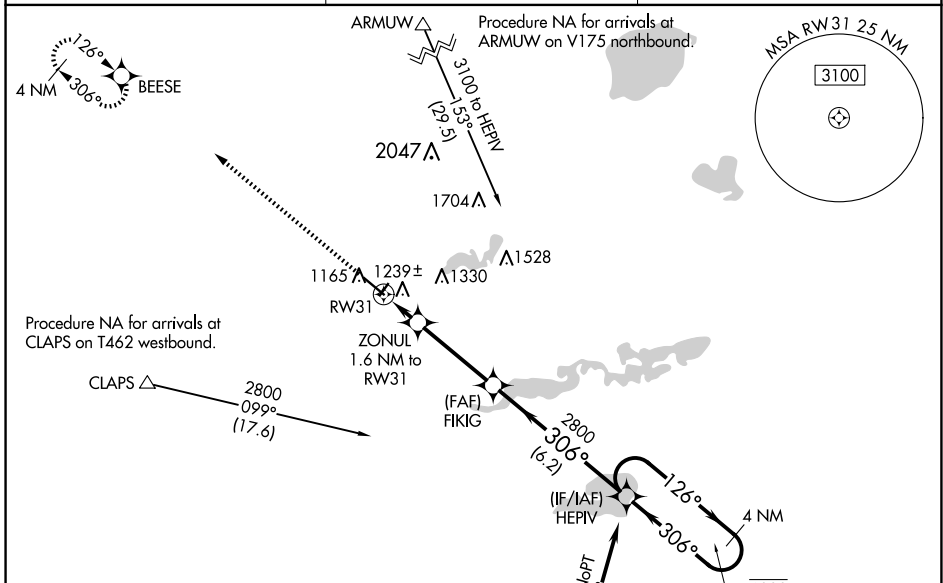 ARMUW
Procedure NA for arrivals at
ARMUW on V175 northbound.
MSA RW31 25 NM
3100
126°
306°
4 NM
BEESE
3100 to HEPIV
153°
(29.5)
2047
1704
1528
1165
1239±
1330
RW31
ZONUL
1.6 NM to
RW31
Procedure NA for arrivals at
CLAPS on T462 westbound.
CLAPS
2800
099°
(17.6)
(FAF)
FIKIG
2800
306°
(6.2)
(IF/IAF)
HEPIV
126°
306°
4 NM
NoPT